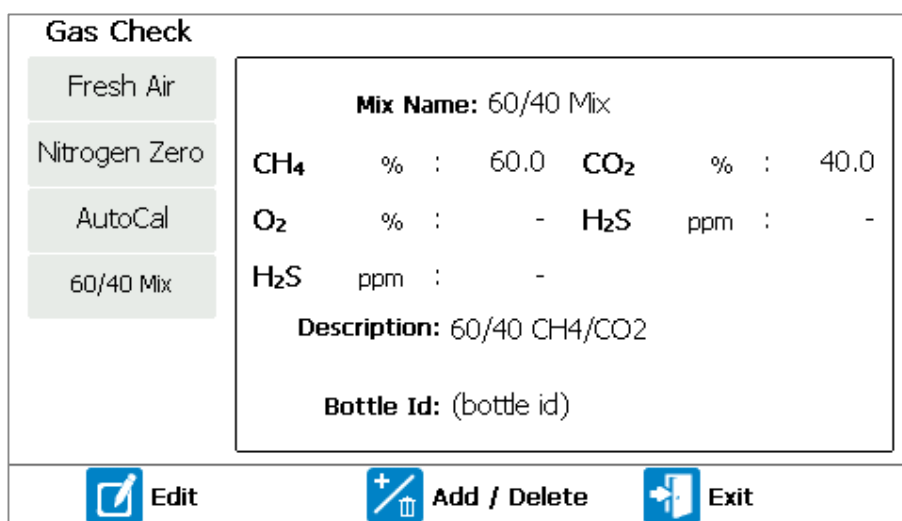 Gas Check
Fresh Air
Nitrogen Zero
AutoCal
60/40 Mix
Mix Name: 60/40 Mix
CH₄ % : 60.0 CO₂ % : 40.0
O₂ % : - H₂S ppm : -
H₂S ppm : -
Description: 60/40 CH4/CO2
Bottle Id: (bottle id)
Edit
Add / Delete
Exit